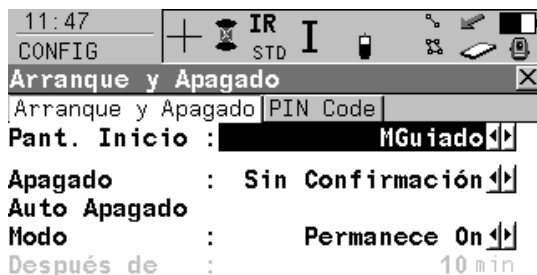 11:47
CONFIG
IR
STD
I
Arranque y Apagado
Arranque y Apagado PIN Code
Pant. Inicio : MGuiado
Apagado : Sin Confirmación
Auto Apagado
Modo : Permanece On
Después de : 10 min